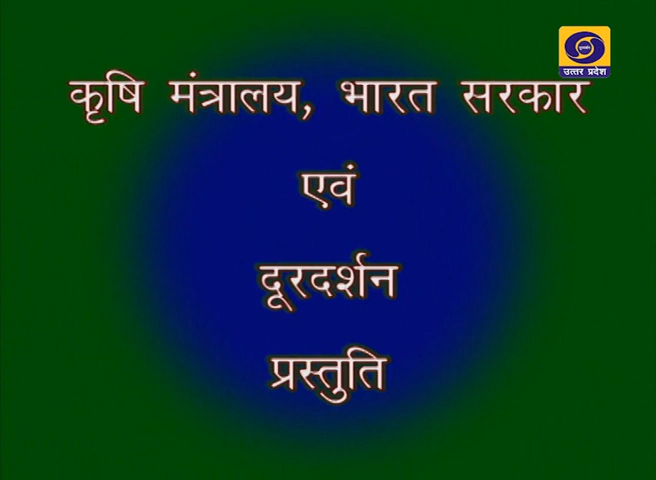 उत्तर प्रदेश
कृषि मंत्रालय, भारत सरकार
एवं
दूरदर्शन
प्रस्तुति